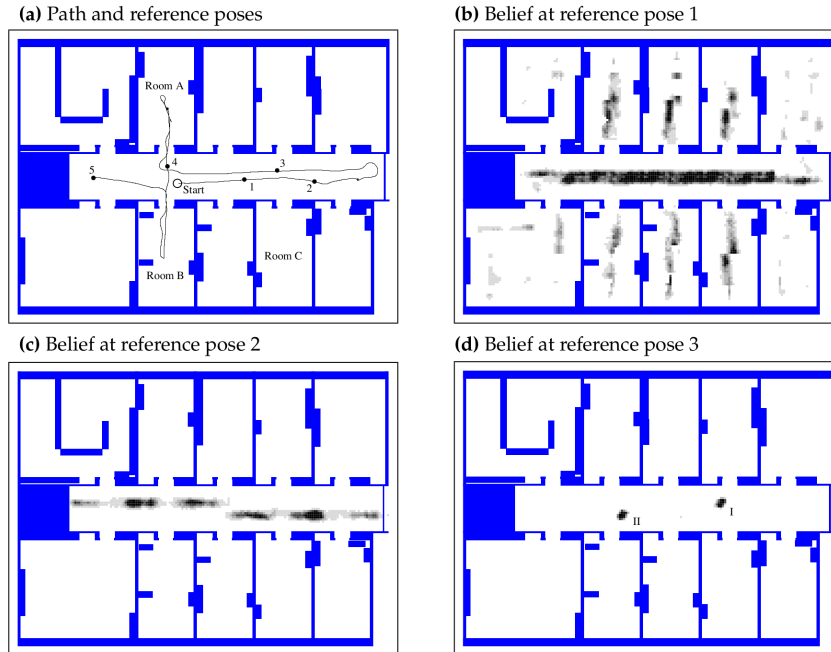 (a) Path and reference poses
(b) Belief at reference pose 1
Room A
5
4
3
Start
1
2
Room B
Room C
(c) Belief at reference pose 2
(d) Belief at reference pose 3
I
II